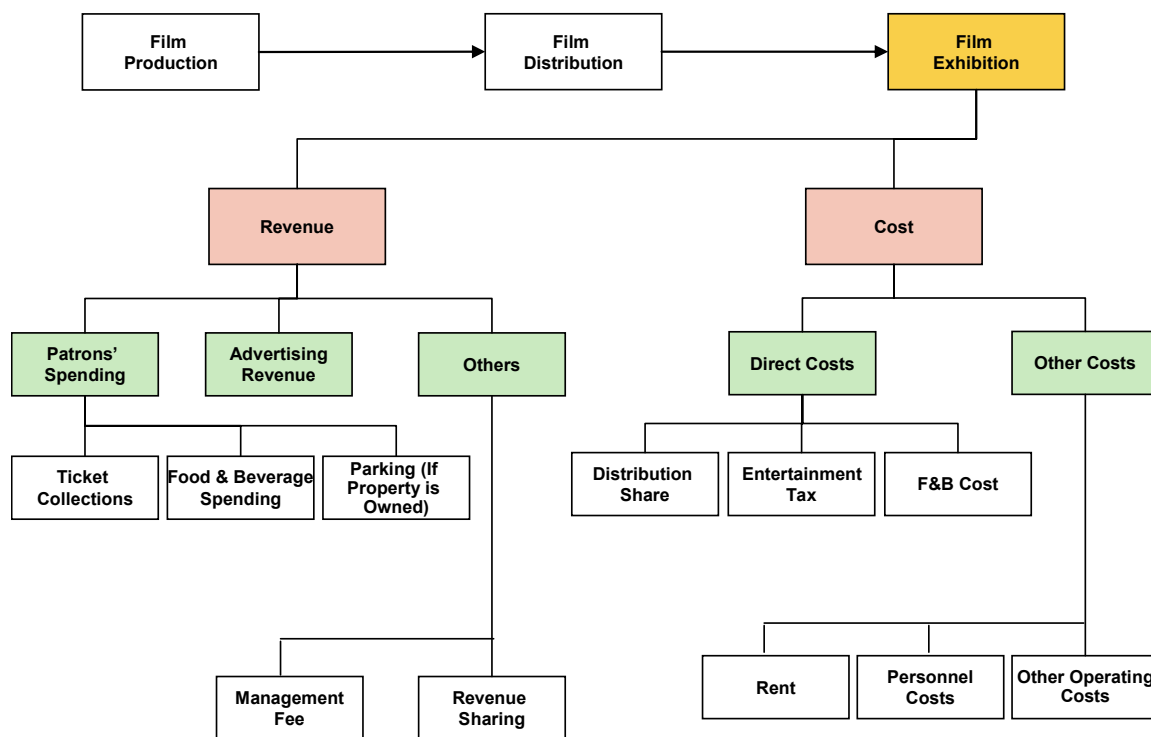 Film
Production
Film
Distribution
Film
Exhibition
Revenue
Cost
Patrons'
Spending
Advertising
Revenue
Others
Direct Costs
Other Costs
Ticket
Collections
Food & Beverage
Spending
Parking (If
Property is
Owned)
Distribution
Share
Entertainment
Tax
F&B Cost
Management
Fee
Revenue
Sharing
Rent
Personnel
Costs
Other Operating
Costs